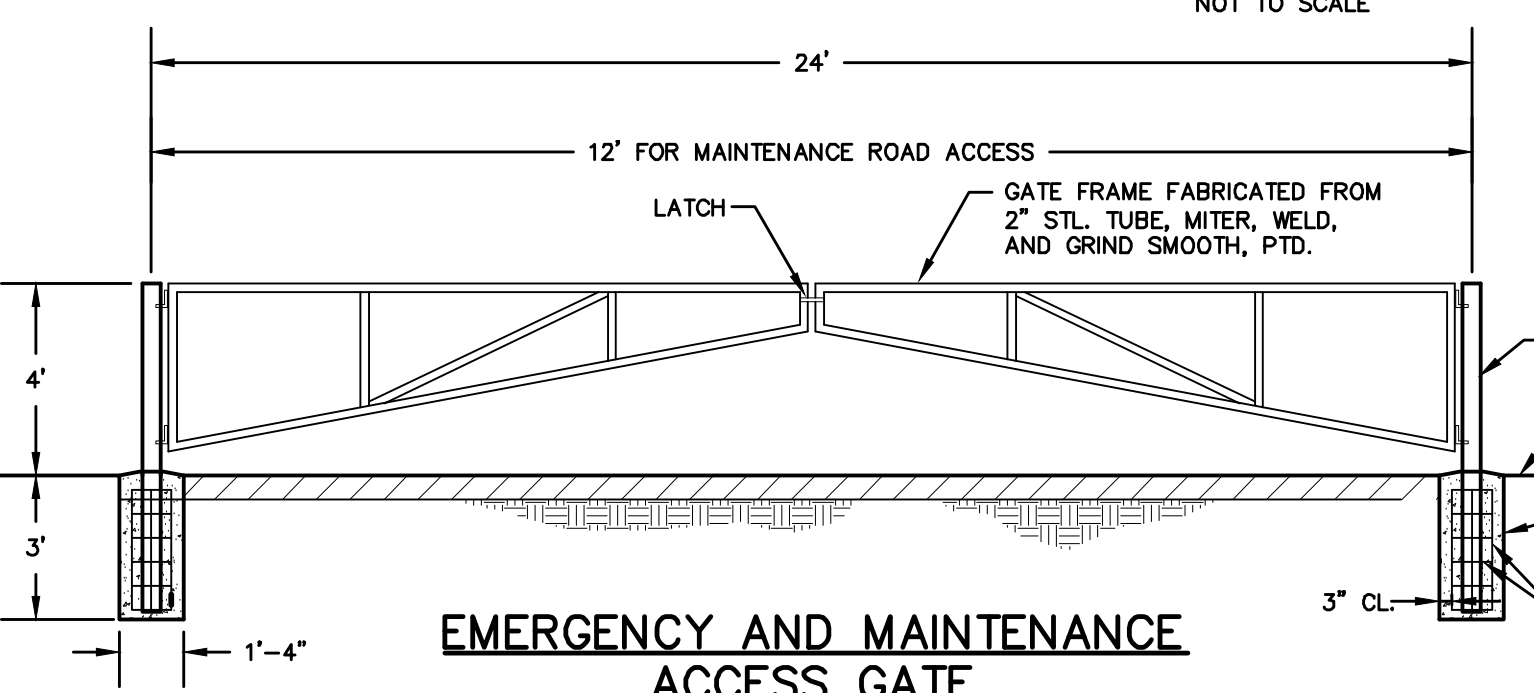 NOT TO SCALE
24'
12' FOR MAINTENANCE ROAD ACCESS
LATCH
GATE FRAME FABRICATED FROM
2" STL. TUBE, MITER, WELD,
AND GRIND SMOOTH, PTD.
4'
3'
3" CL.
1'-4"
EMERGENCY AND MAINTENANCE
ACCESS GATE